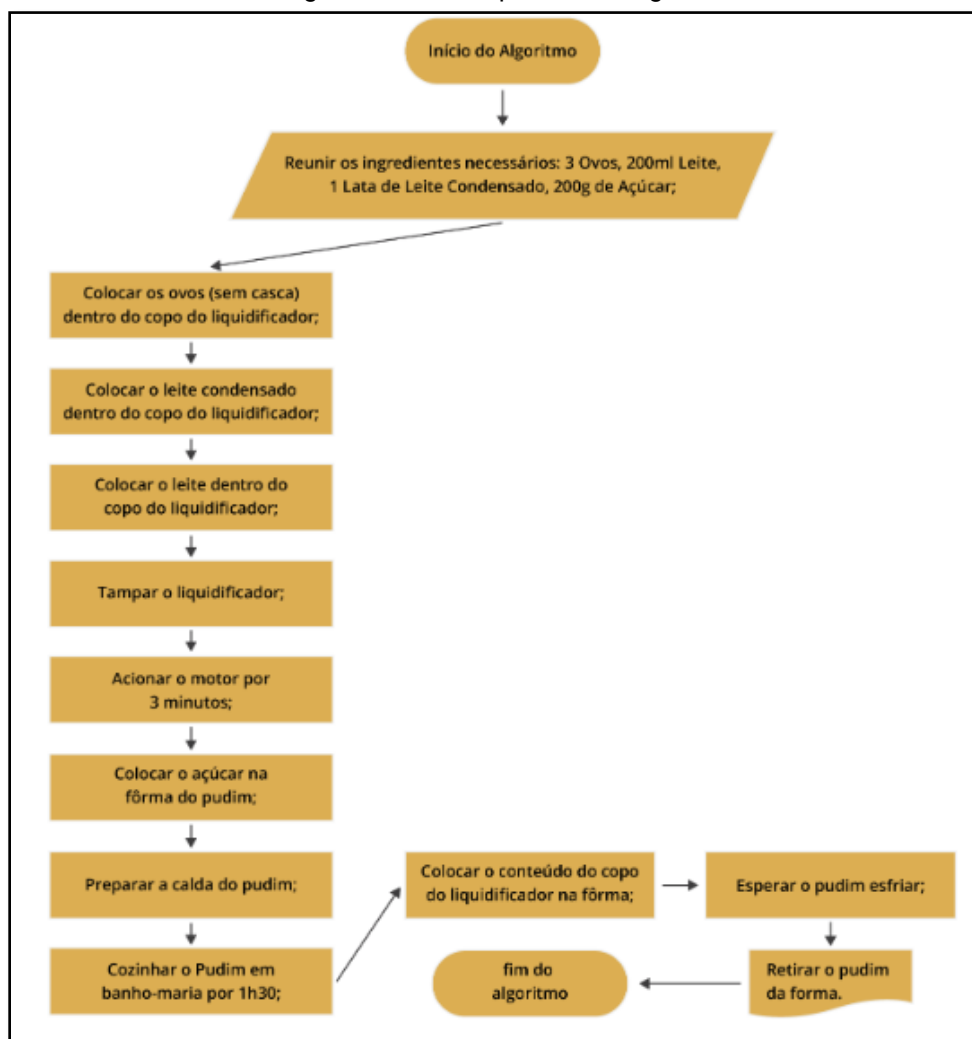 Início do Algoritmo
Reunir os ingredientes necessários: 3 Ovos, 200ml Leite,
1 Lata de Leite Condensado, 200g de Açúcar;
Colocar os ovos (sem casca)
dentro do copo do liquidificador;
Colocar o leite condensado
dentro do copo do liquidificador;
Colocar o leite dentro do
copo do liquidificador;
Tampar o liquidificador;
Acionar o motor por
3 minutos;
Colocar o açúcar na
fôrma do pudim;
Preparar a calda do pudim;
Cozinhar o Pudim em
banho-maria por 1h30;
Colocar o conteúdo do copo
do liquidificador na fôrma;
Esperar o pudim esfriar;
Retirar o pudim
da forma.
fim do
algoritmo